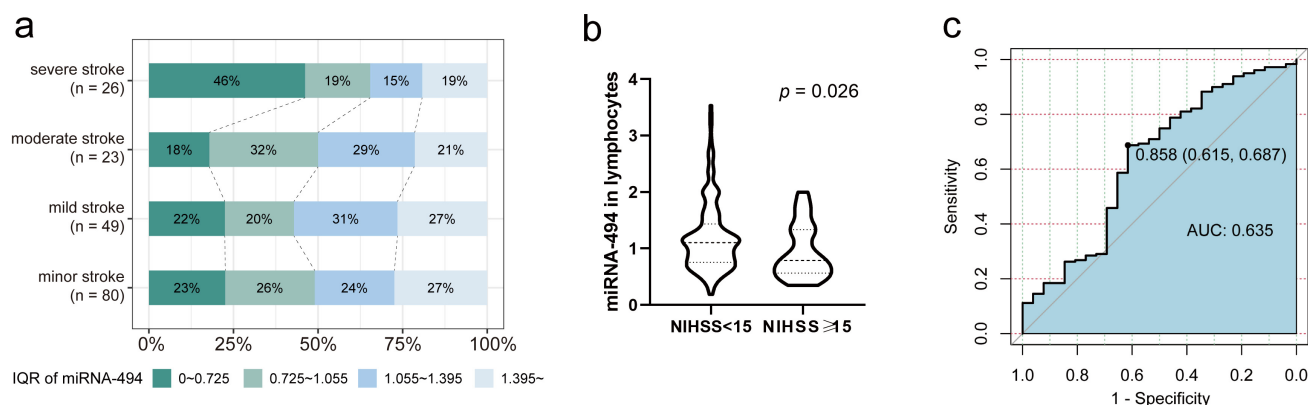 a
severe stroke
(n = 26)
46%
19%
15%
19%
moderate stroke
(n = 23)
18%
32%
29%
21%
mild stroke
(n = 49)
22%
20%
31%
27%
minor stroke
(n = 80)
23%
26%
24%
27%
0%
25%
50%
75%
100%
IQR of miRNA-494
0~0.725
0.725~1.055
1.055~1.395
1.395~
b
miRNA-494 in lymphocytes
4
3
2
1
0
p = 0.026
NIHSS<15
NIHSS⩾15
c
Sensitivity
1.0
0.8
0.6
0.4
0.2
0.0
0.858 (0.615, 0.687)
AUC: 0.635
1.0
0.8
0.6
0.4
0.2
0.0
1 - Specificity